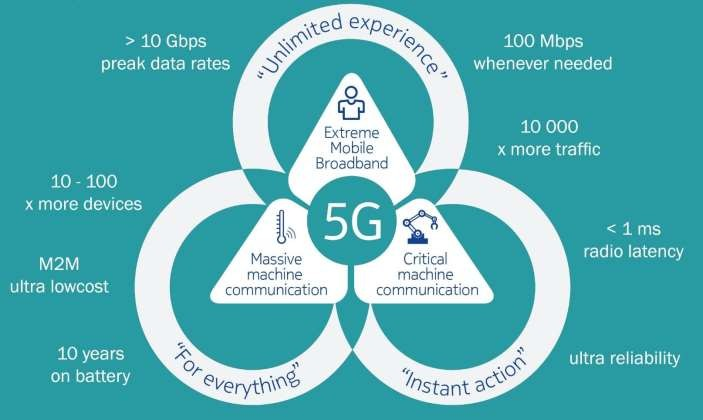 > 10 Gbps
preak data rates
"Unlimited experience"
100 Mbps
whenever needed
Extreme
Mobile
Broadband
10 000
x more traffic
10 - 100
x more devices
5G
< 1 ms
radio latency
Massive
machine
communication
Critical
machine
communication
M2M
ultra lowcost
10 years
on battery
"For everything"
"Instant action"
ultra reliability